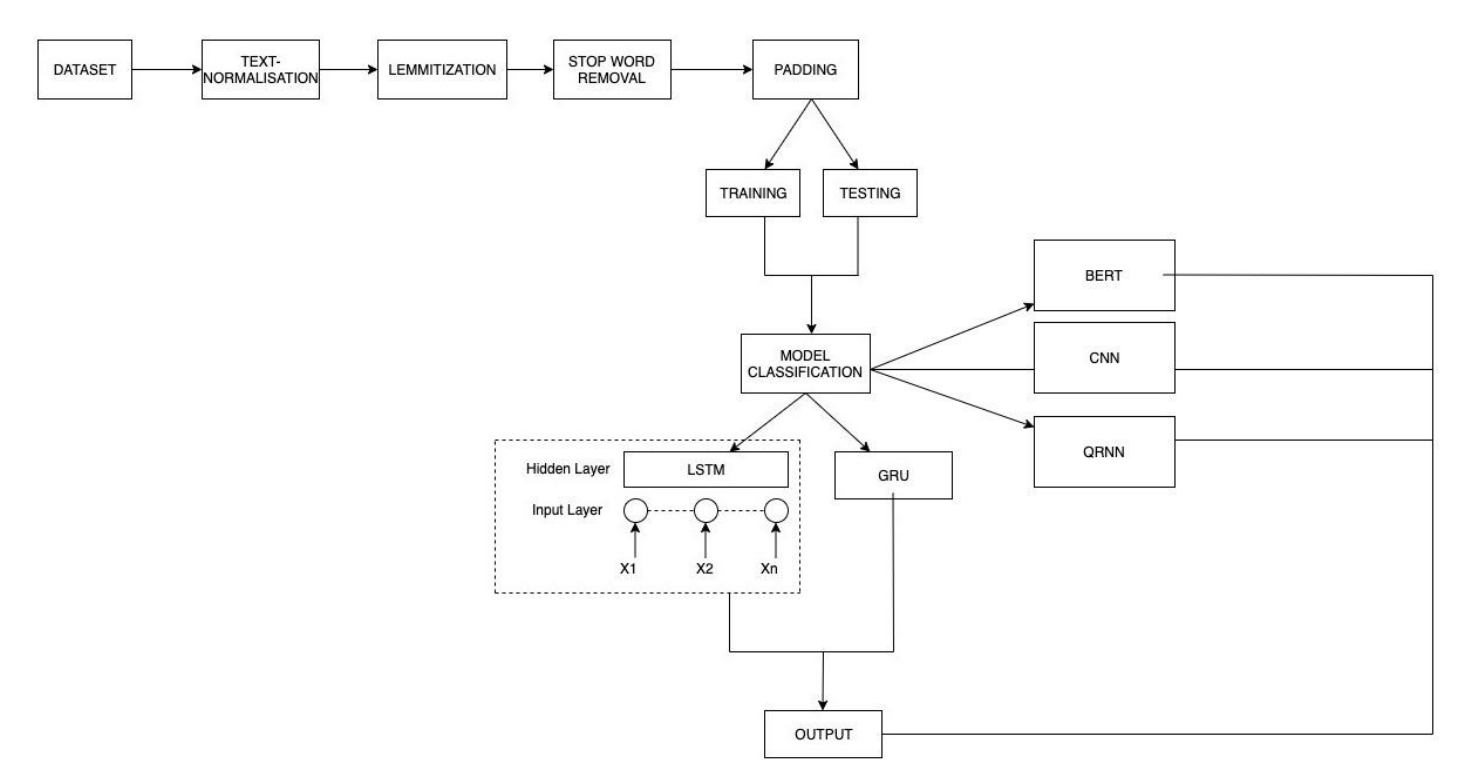 DATASET
TEXT-
NORMALISATION
LEMMITIZATION
STOP WORD
REMOVAL
PADDING
TRAINING
TESTING
BERT
MODEL
CLASSIFICATION
CNN
QRNN
Hidden Layer
LSTM
GRU
Input Layer
X1
X2
Xn
OUTPUT